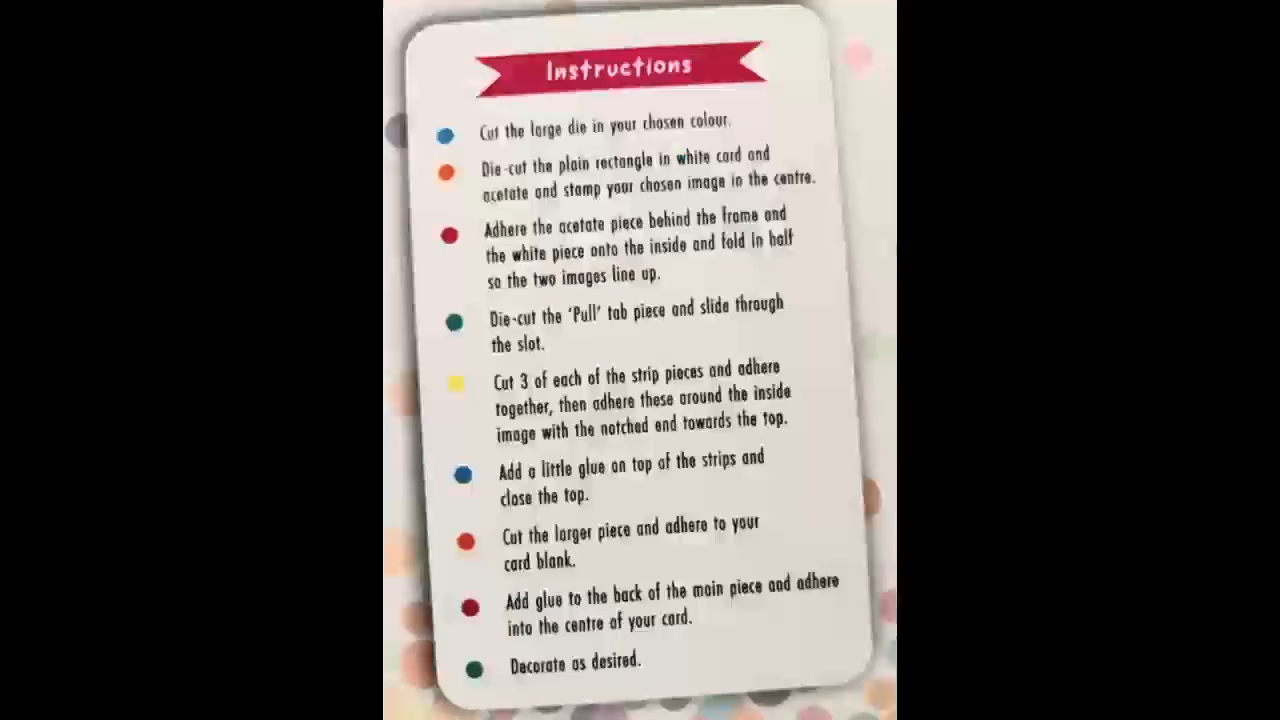 Instructions
Cut the large die in your chosen colour.
Die-cut the plain rectangle in white card and
acetate and stamp your chosen image in the centre.
Adhere the acetate piece behind the frame and
the white piece onto the inside and fold in half
so the two images line up.
Die-cut the 'Pull' tab piece and slide through
the slot.
Cut 3 of each of the strip pieces and adhere
together, then adhere these around the inside
image with the notched end towards the top.
Add a little glue on top of the strips and
close the top.
Cut the larger piece and adhere to your
card blank.
Add glue to the back of the main piece and adhere
into the centre of your card.
Decorate as desired.